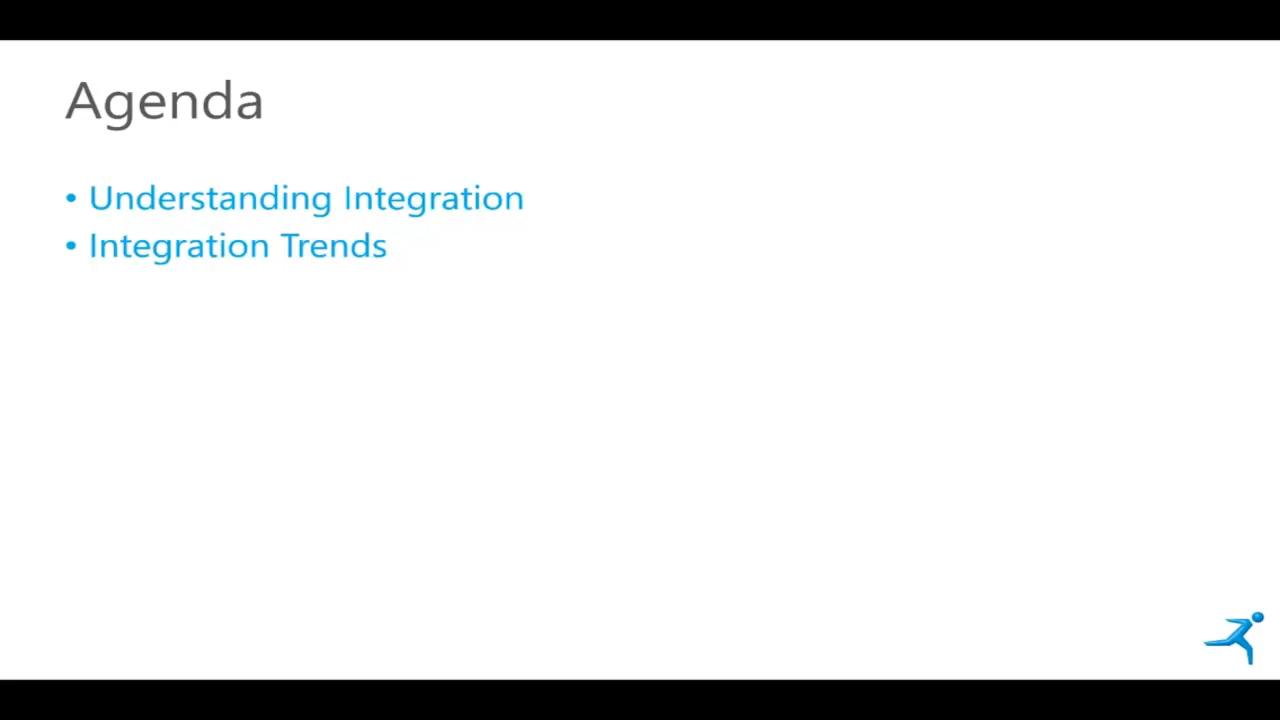 Agenda
• Understanding Integration
• Integration Trends